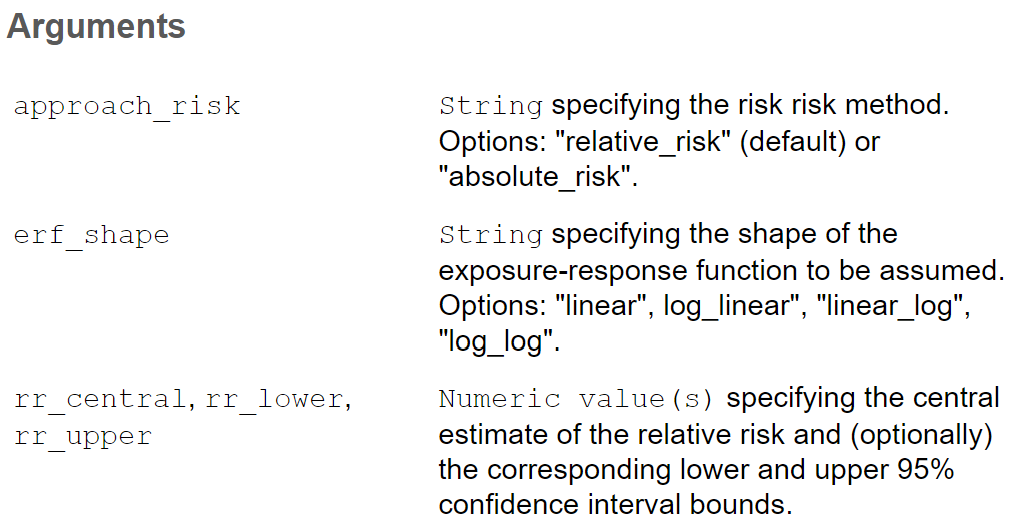 Arguments
approach_risk
String specifying the risk risk method.
Options: "relative_risk" (default) or
"absolute_risk".
erf_shape
String specifying the shape of the
exposure-response function to be assumed.
Options: "linear", log_linear", "linear_log",
"log_log".
rr_central, rr_lower,
rr_upper
Numeric value(s) specifying the central
estimate of the relative risk and (optionally)
the corresponding lower and upper 95%
confidence interval bounds.